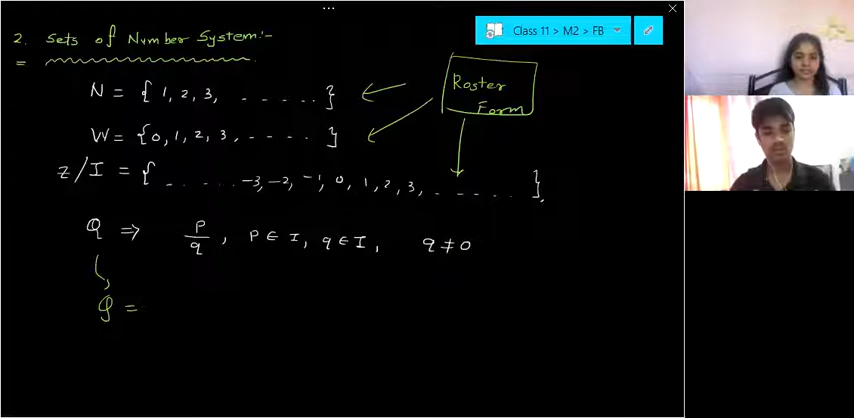 2. Sets of Number System:-
Class 11 > M2 > FB
N = { 1, 2, 3, ...... }
Roster Form
W = {0, 1, 2, 3, ...... }
Z/I = { ...... -3, -2, -1, 0, 1, 2, 3, ...... }.
Q ⇒ p/q, p ∈ I, q ∈ I, q ≠ 0
Q =